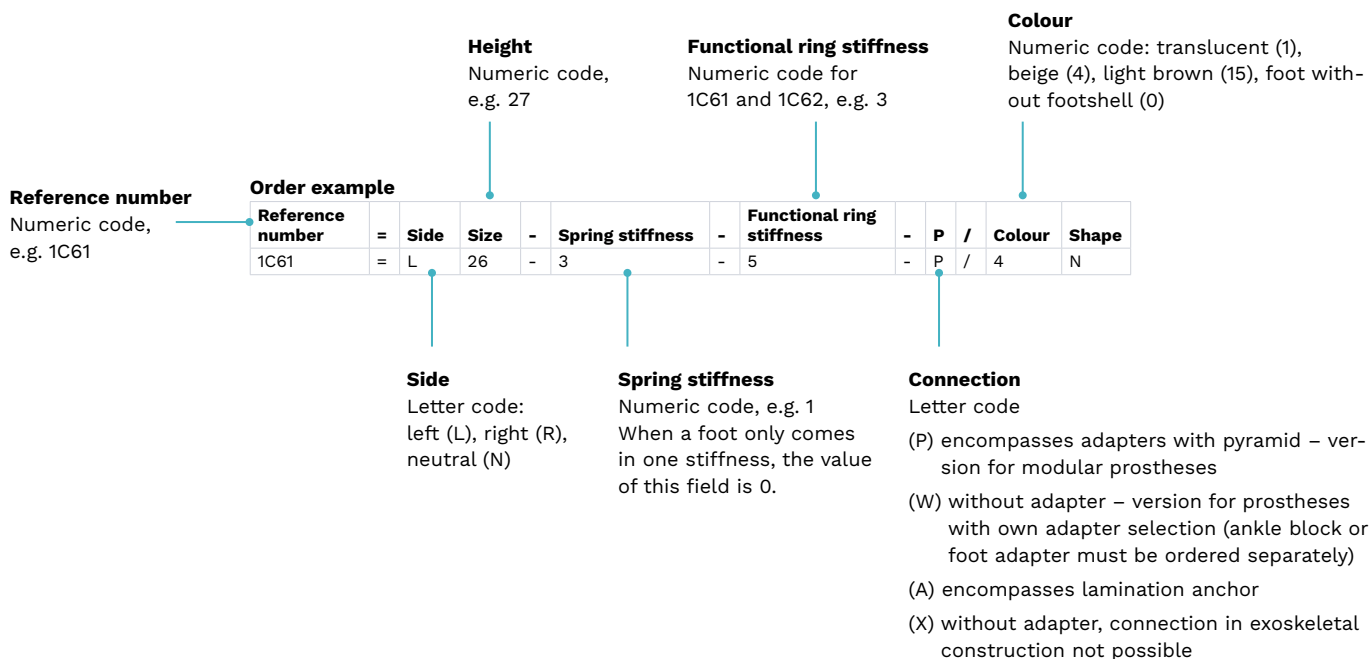 Colour
Numeric code: translucent (1),
beige (4), light brown (15), foot with-
out footshell (0)
Height
Numeric code,
e.g. 27
Functional ring stiffness
Numeric code for
1C61 and 1C62, e.g. 3
Reference number
Numeric code,
e.g. 1C61
Order example
Reference number = Side Size - Spring stiffness - Functional ring stiffness - P / Colour Shape
1C61 = L 26 - 3 - 5 - P / 4 N
Side
Letter code:
left (L), right (R),
neutral (N)
Spring stiffness
Numeric code, e.g. 1
When a foot only comes
in one stiffness, the value
of this field is 0.
Connection
Letter code
(P) encompasses adapters with pyramid – ver-
sion for modular prostheses
(W) without adapter – version for prostheses
with own adapter selection (ankle block or
foot adapter must be ordered separately)
(A) encompasses lamination anchor
(X) without adapter, connection in exoskeletal
construction not possible